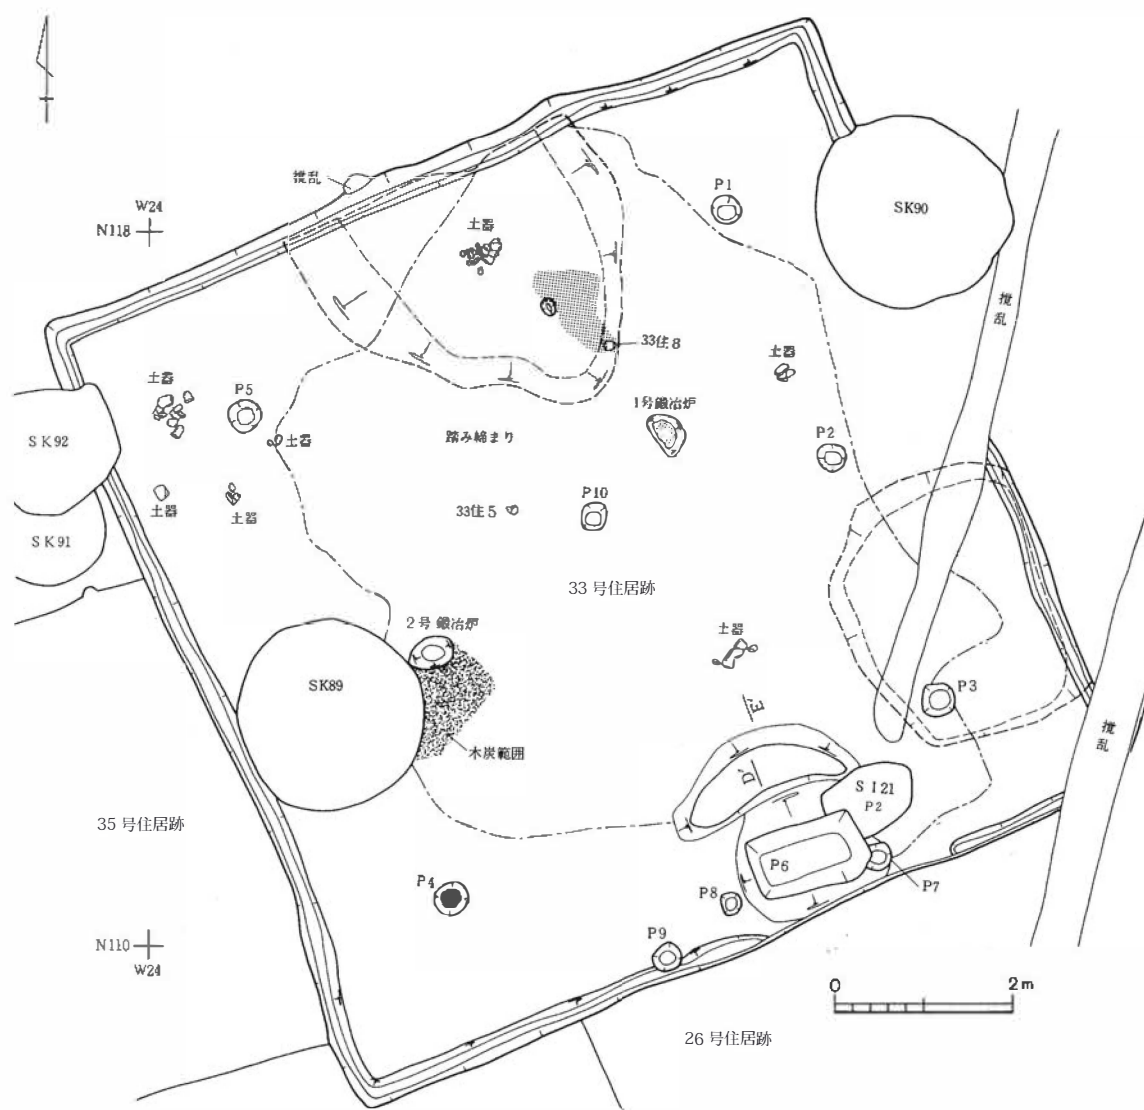 撹乱
W24
N118
土器
P1
SK90
撹乱
33住8
土器
土器
P5
1号鍛冶炉
SK92
土器
踏み締まり
P2
土器
土器
33住5
P10
SK91
33号住居跡
2号鍛冶炉
土器
SK89
P3
E'
木炭範囲
D'
撹乱
SI21
P2
35号住居跡
P6
P4
P8
P7
P9
N110
W24
0
2m
26号住居跡